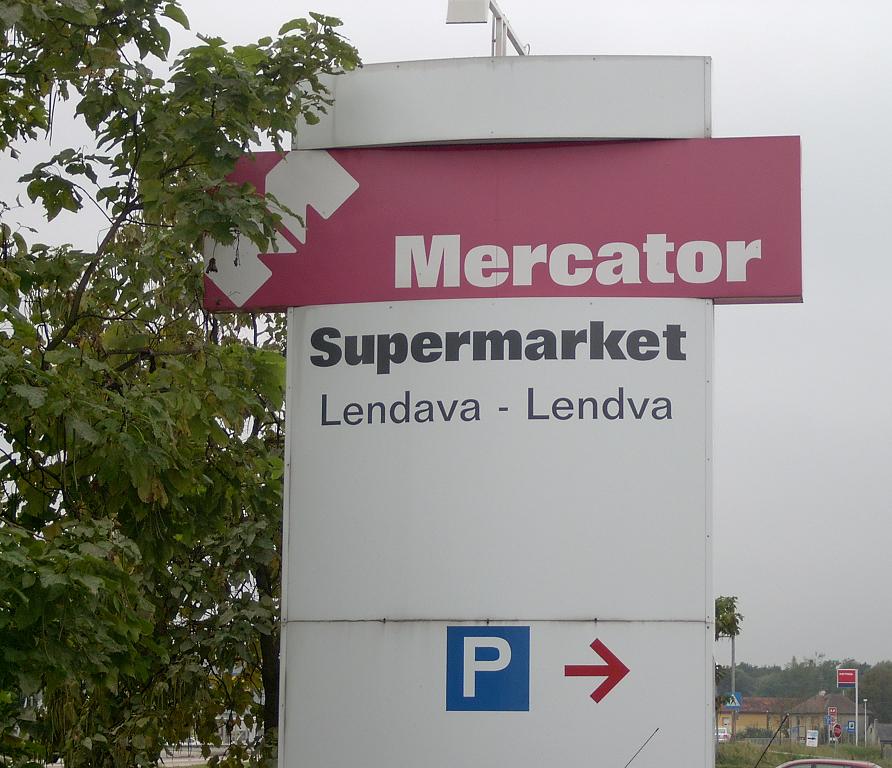 Mercator
Supermarket
Lendava - Lendva
P